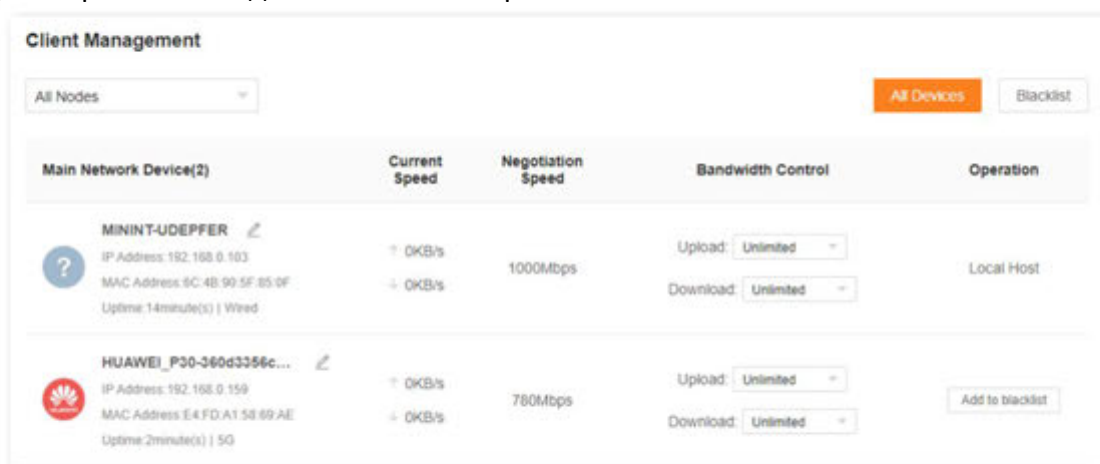 Client Management
All Nodes
All Devices
Blacklist
Main Network Device(2)
Current Speed
Negotiation Speed
Bandwidth Control
Operation
MININT-UDEPFER
IP Address:192.168.0.103
MAC Address:6C:4B:90:5F:85:0F
Uptime:14minute(s) | Wired
↑ 0KB/s
↓ 0KB/s
1000Mbps
Upload: Unlimited
Download: Unlimited
Local Host
HUAWEI_P30-360d3356c...
IP Address:192.168.0.159
MAC Address:E4:FD:A1:58:69:AE
Uptime:2minute(s) | 5G
↑ 0KB/s
↓ 0KB/s
780Mbps
Upload: Unlimited
Download: Unlimited
Add to blacklist